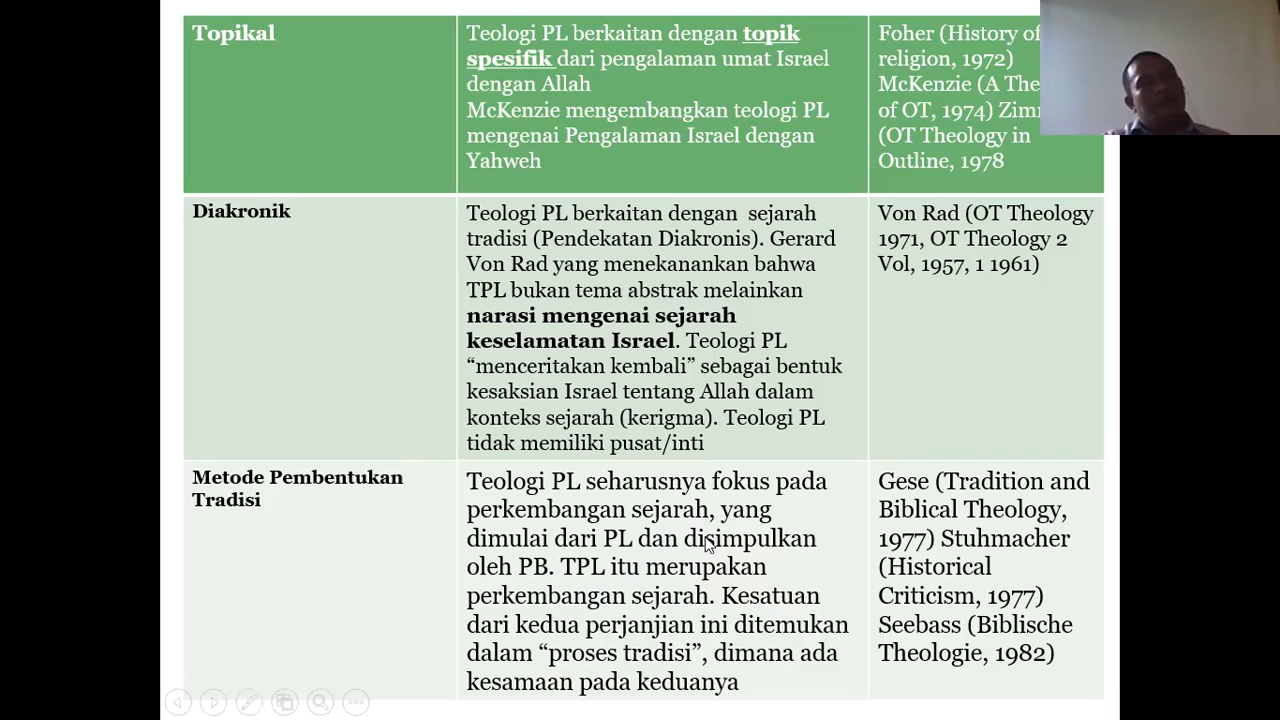 Topikal
Teologi PL berkaitan dengan topik
spesifik dari pengalaman umat Israel
dengan Allah
McKenzie mengembangkan teologi PL
mengenai Pengalaman Israel dengan
Yahweh
Foher (History of
religion, 1972)
McKenzie (A
of OT, 1974)
(OT Theology in
Outline, 1978
Diakronik
Teologi PL berkaitan dengan sejarah
tradisi (Pendekatan Diakronis). Gerard
Von Rad yang menekanankan bahwa
TPL bukan tema abstrak melainkan
narasi mengenai sejarah
keselamatan Israel. Teologi PL
“menceritakan kembali” sebagai bentuk
kesaksian Israel tentang Allah dalam
konteks sejarah (kerigma). Teologi PL
tidak memiliki pusat/inti
Von Rad (OT Theology
1971, OT Theology 2
Vol, 1957, 1 1961)
Metode Pembentukan
Tradisi
Teologi PL seharusnya fokus pada
perkembangan sejarah, yang
dimulai dari PL dan disimpulkan
oleh PB. TPL itu merupakan
perkembangan sejarah. Kesatuan
dari kedua perjanjian ini ditemukan
dalam “proses tradisi”, dimana ada
kesamaan pada keduanya
Gese (Tradition and
Biblical Theology,
1977) Stuhmacher
(Historical
Criticism, 1977)
Seebass (Biblische
Theologie, 1982)